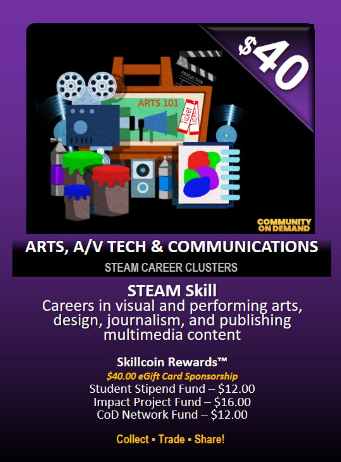 $40
ARTS 101
Ticket
COMMUNITY
ON DEMAND
ARTS, A/V TECH & COMMUNICATIONS
STEAM CAREER CLUSTERS
STEAM Skill
Careers in visual and performing arts,
design, journalism, and publishing
multimedia content
Skillcoin Rewards™
$40.00 eGift Card Sponsorship
Student Stipend Fund – $12.00
Impact Project Fund – $16.00
CoD Network Fund – $12.00
Collect ▪ Trade ▪ Share!